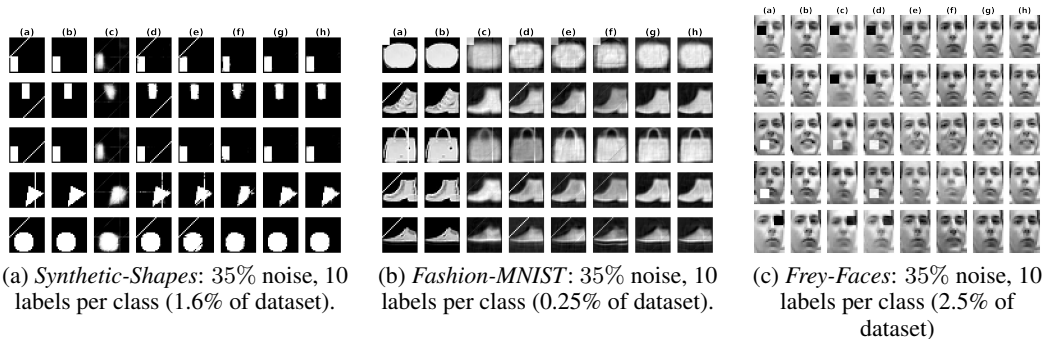 (a) (b) (c) (d) (e) (f) (g) (h)
(a) Synthetic-Shapes: 35% noise, 10
labels per class (1.6% of dataset).
(a) (b) (c) (d) (e) (f) (g) (h)
(b) Fashion-MNIST: 35% noise, 10
labels per class (0.25% of dataset).
(a) (b) (c) (d) (e) (f) (g) (h)
(c) Frey-Faces: 35% noise, 10
labels per class (2.5% of
dataset)